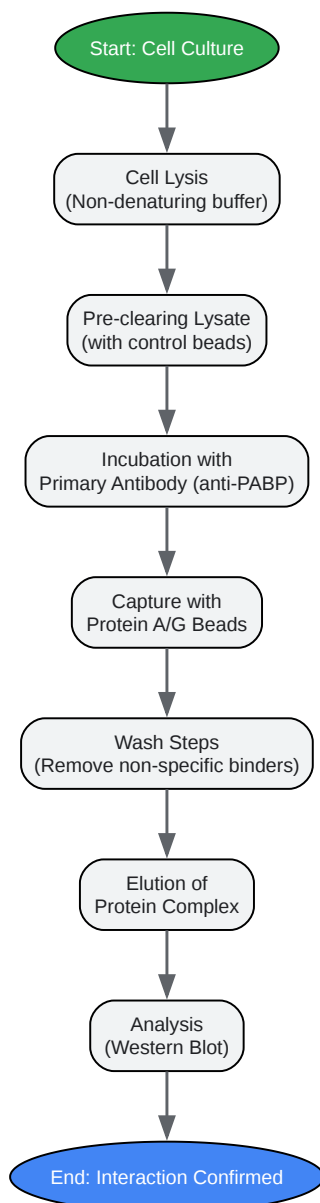 Start: Cell Culture
Cell Lysis
(Non-denaturing buffer)
Pre-clearing Lysate
(with control beads)
Incubation with
Primary Antibody (anti-PABP)
Capture with
Protein A/G Beads
Wash Steps
(Remove non-specific binders)
Elution of
Protein Complex
Analysis
(Western Blot)
End: Interaction Confirmed